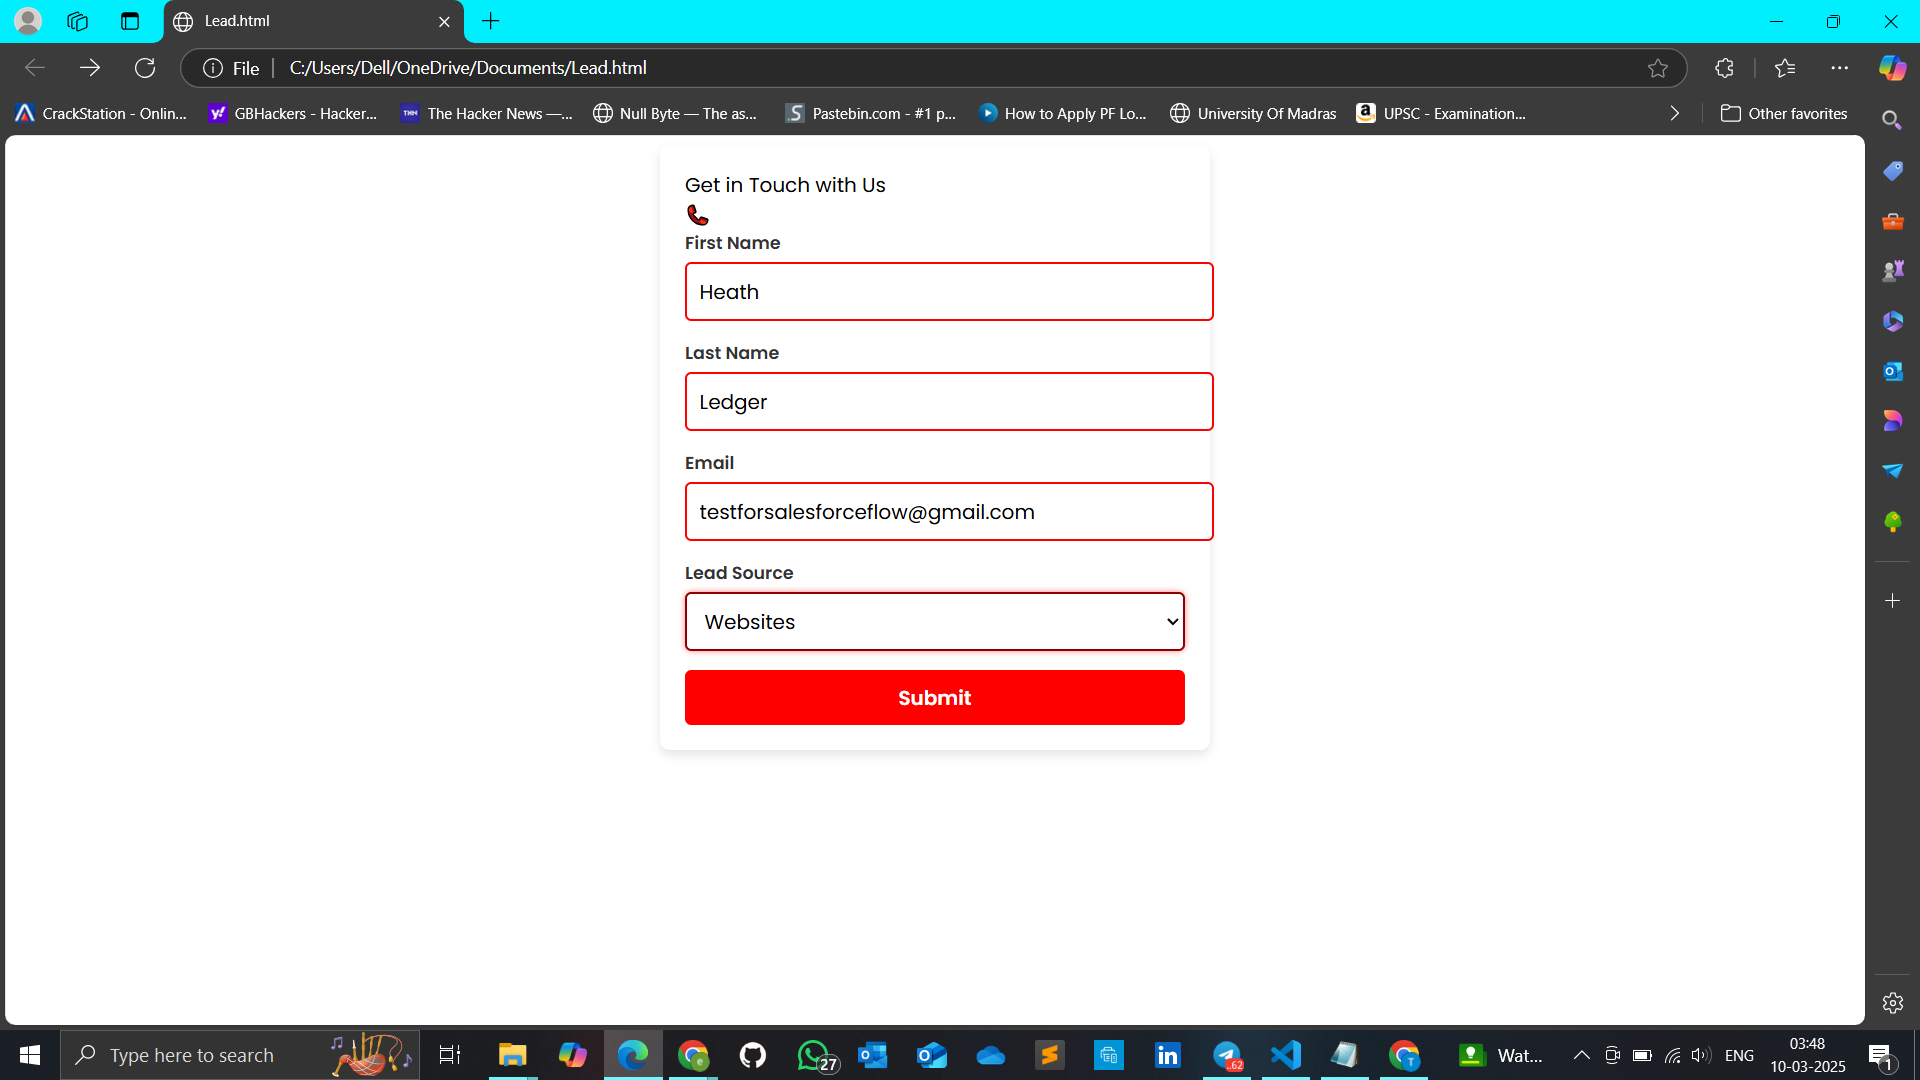 Lead.html
File
C:/Users/Dell/OneDrive/Documents/Lead.html
CrackStation - Onlin...
GBHackers - Hacker...
The Hacker News —...
Null Byte — The as...
Pastebin.com - #1 p...
How to Apply PF Lo...
University Of Madras
UPSC - Examination...
Other favorites
Get in Touch with Us
First Name
Heath
Last Name
Ledger
Email
testforsalesforceflow@gmail.com
Lead Source
Websites
Submit
Type here to search
27
62
Wat...
ENG
03:48
10-03-2025
1